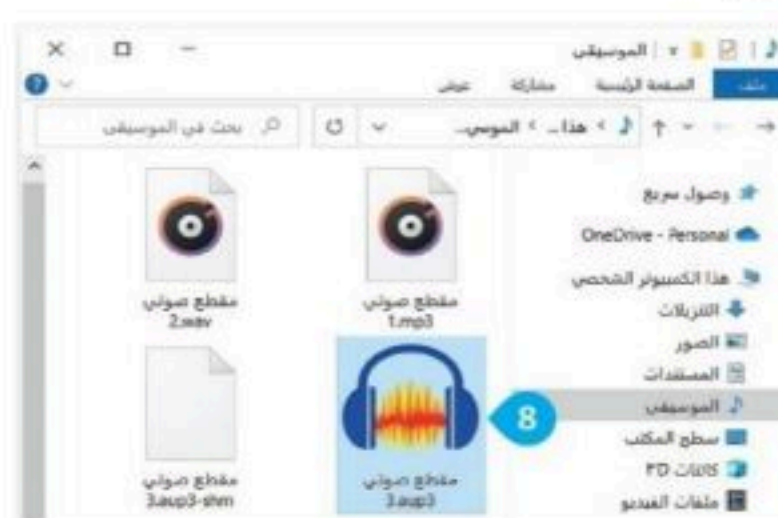 الموسيقى
ملف الصفحة الرئيسية مشاركة عرض
هذا... الموسي...
بحث في الموسيقى
وصول سريع
OneDrive - Personal
هذا الكمبيوتر الشخصي
التنزيلات
الصور
المستندات
الموسيقى
سطح المكتب
كائنات ٣D
ملفات الفيديو
مقطع صوتي
1.mp3
مقطع صوتي
2.wav
8
مقطع صوتي
3.aup3
مقطع صوتي
3.aup3-shm